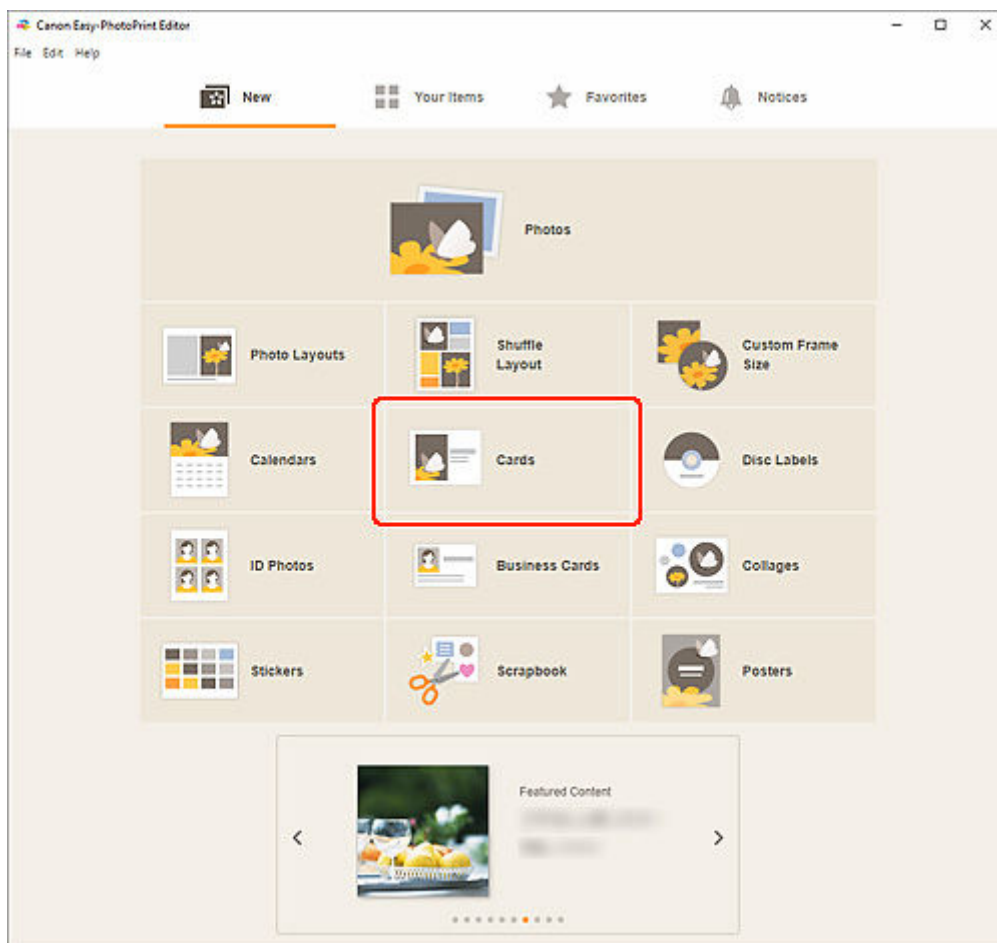 Canon Easy-PhotoPrint Editor
File Edit Help
New Your Items Favorites Notices
Photos
Photo Layouts
Shuffle
Layout
Custom Frame
Size
Calendars
Cards
Disc Labels
ID Photos
Business Cards
Collages
Stickers
Scrapbook
Posters
Featured Content